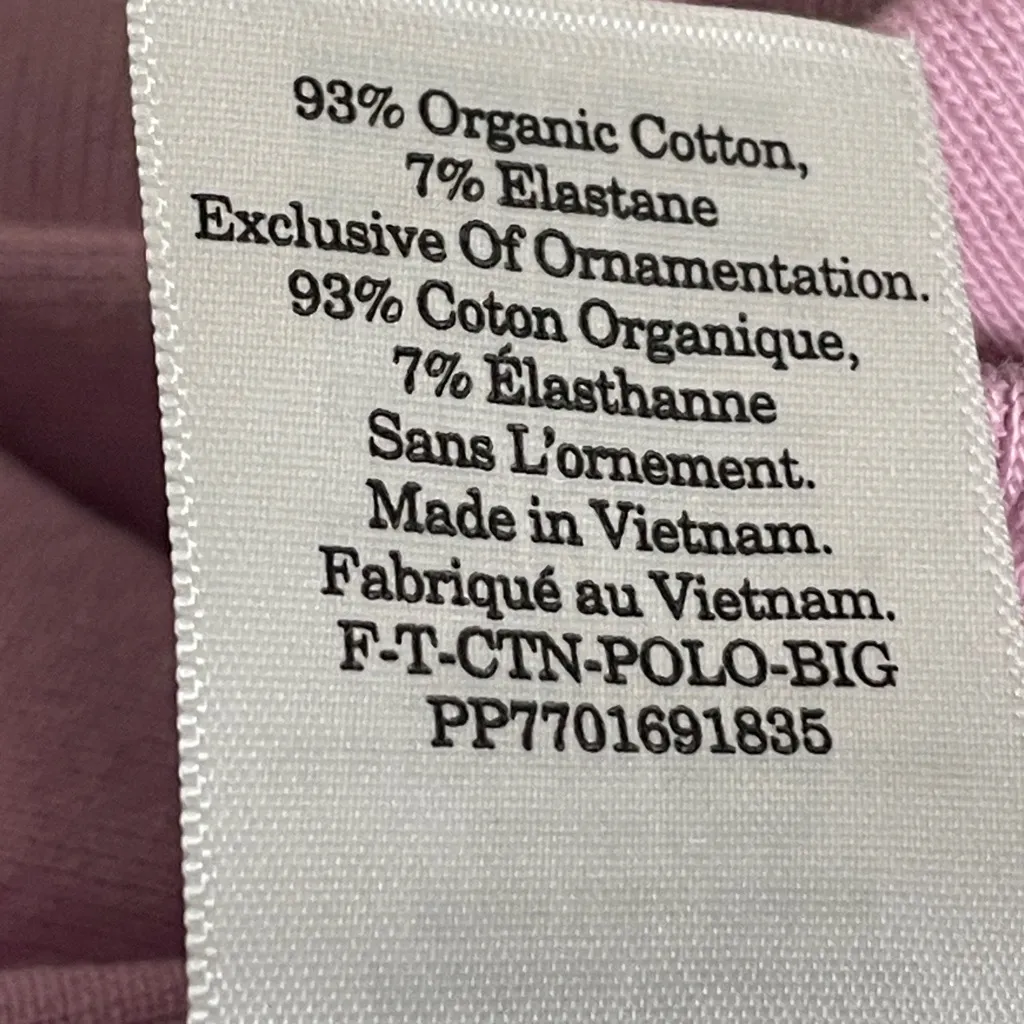 93% Organic Cotton,
7% Elastane
Exclusive Of Ornamentation.
93% Coton Organique,
7% Élasthanne
Sans L’ornement.
Made in Vietnam.
Fabriqué au Vietnam.
F-T-CTN-POLO-BIG
PP7701691835